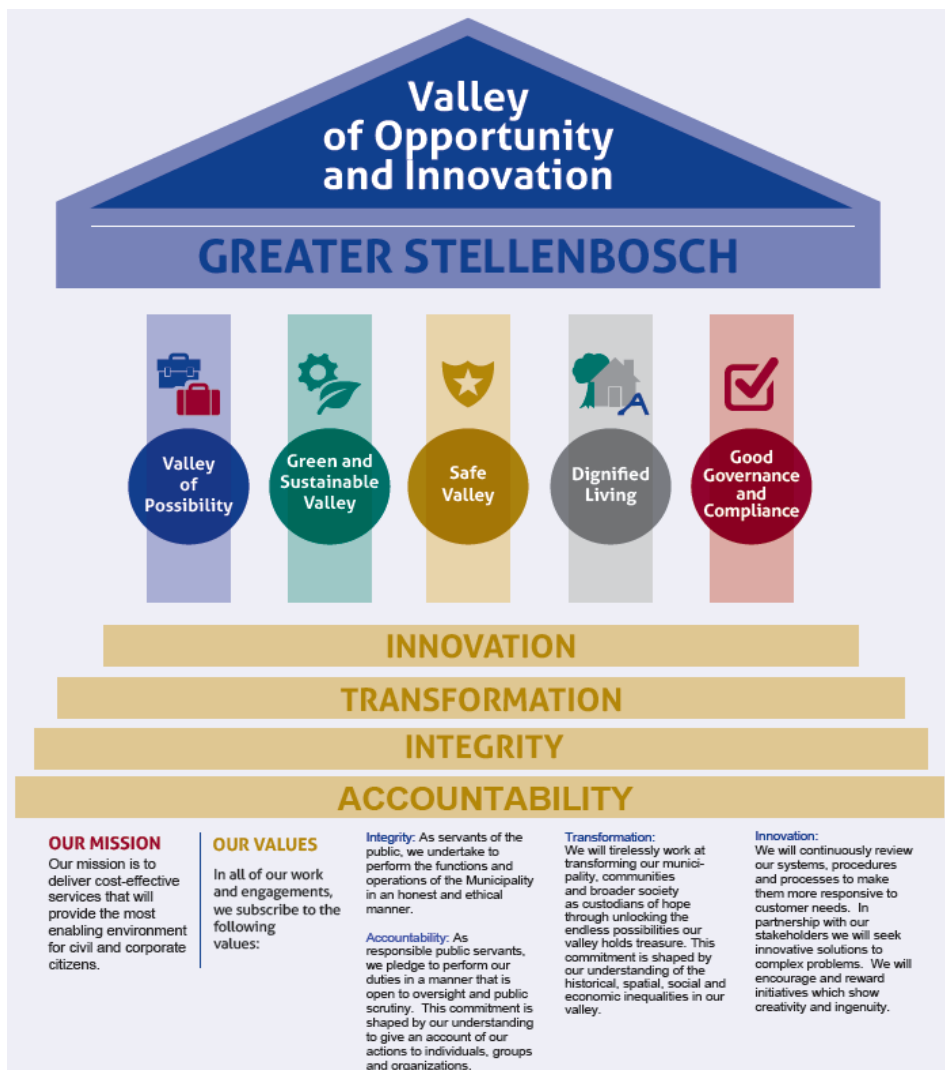 Valley
of Opportunity
and Innovation
GREATER STELLENBOSCH
Valley
of
Possibility
Green and
Sustainable
Valley
Safe
Valley
Dignified
Living
Good
Governance
and
Compliance
INNOVATION
TRANSFORMATION
INTEGRITY
ACCOUNTABILITY
OUR MISSION
Our mission is to
deliver cost-effective
services that will
provide the most
enabling environment
for civil and corporate
citizens.
OUR VALUES
In all of our work
and engagements,
we subscribe to the
following
values:
Integrity: As servants of the
public, we undertake to
perform the functions and
operations of the Municipality
in an honest and ethical
manner.
Accountability: As
responsible public servants,
we pledge to perform our
duties in a manner that is
open to oversight and public
scrutiny. This commitment is
shaped by our understanding
to give an account of our
actions to individuals, groups
and organizations.
Transformation:
We will tirelessly work at
transforming our munici-
pality, communities
and broader society
as custodians of hope
through unlocking the
endless possibilities our
valley holds treasure. This
commitment is shaped by
our understanding of the
historical, spatial, social and
economic inequalities in our
valley.
Innovation:
We will continuously review
our systems, procedures
and processes to make
them more responsive to
customer needs. In
partnership with our
stakeholders we will seek
innovative solutions to
complex problems. We will
encourage and reward
initiatives which show
creativity and ingenuity.